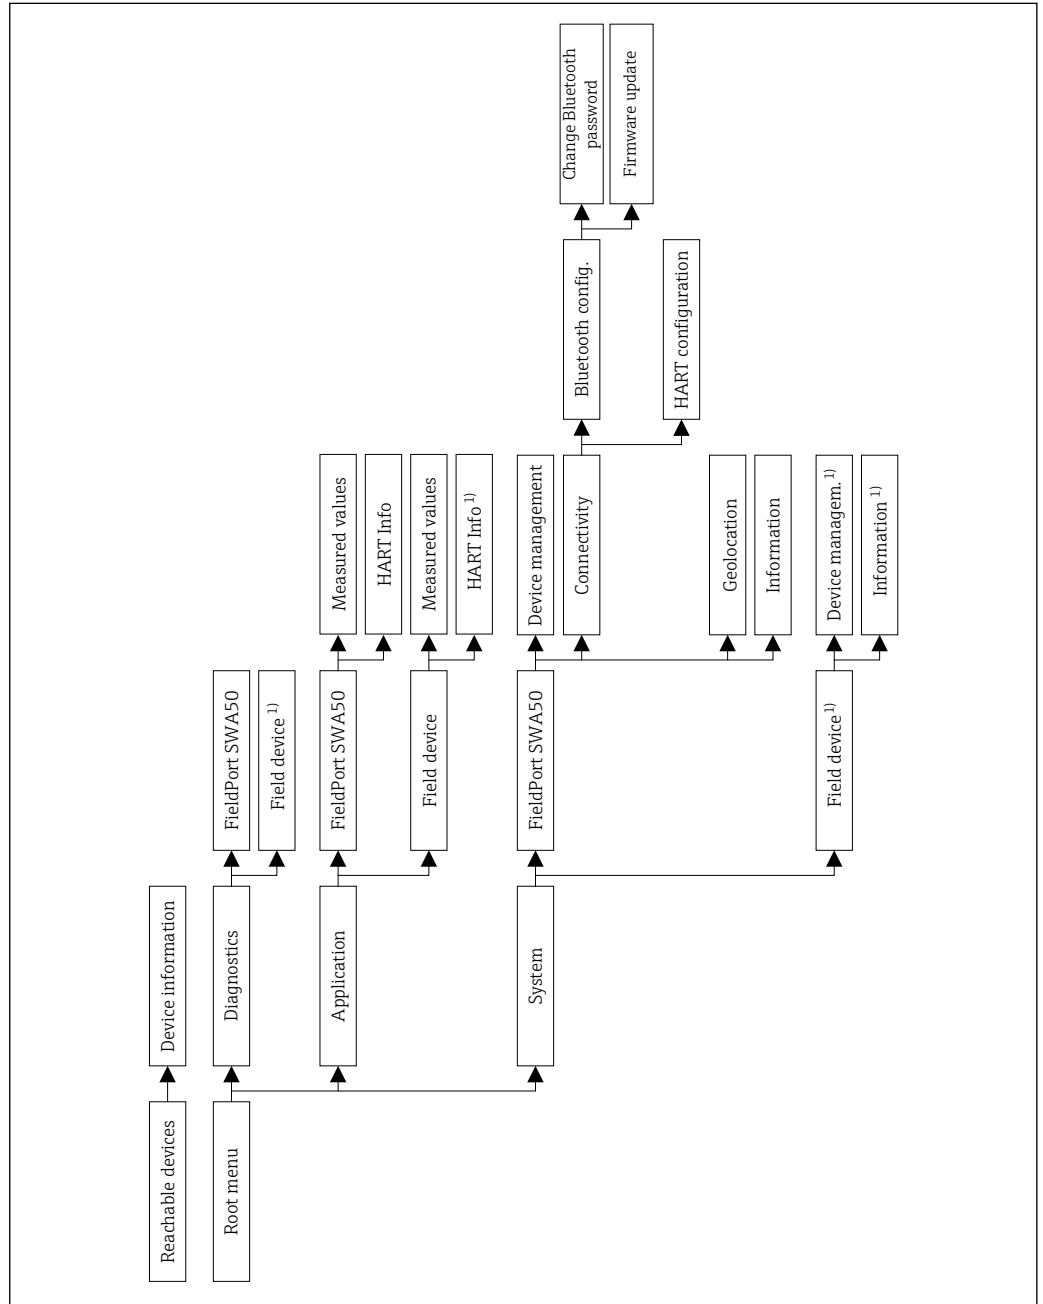 Reachable devices
Device information
Root menu
Diagnostics
FieldPort SWA50
Field device 1)
Application
FieldPort SWA50
Measured values
HART Info
Field device
Measured values
HART Info 1)
System
FieldPort SWA50
Device management
Connectivity
Bluetooth config.
Change Bluetooth
password
Firmware update
HART configuration
Geolocation
Information
Field device 1)
Device managem. 1)
Information 1)